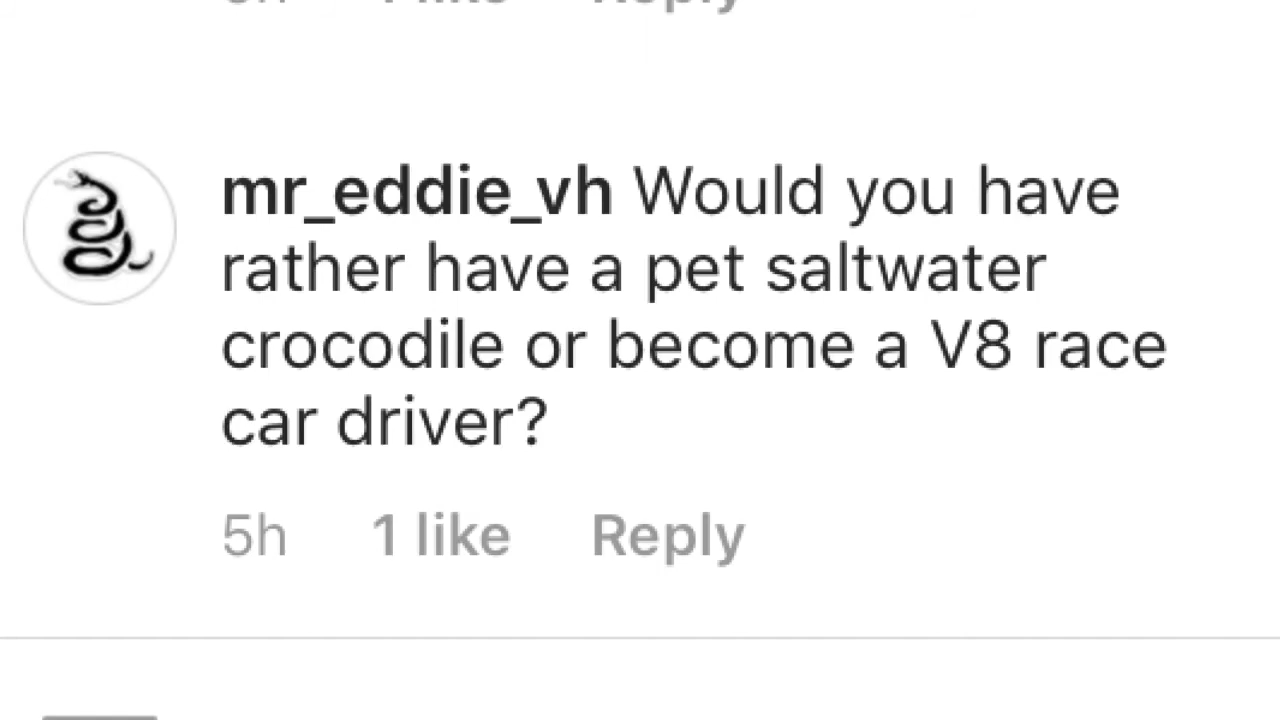 mr_eddie_vh Would you have
rather have a pet saltwater
crocodile or become a V8 race
car driver?
5h 1 like Reply